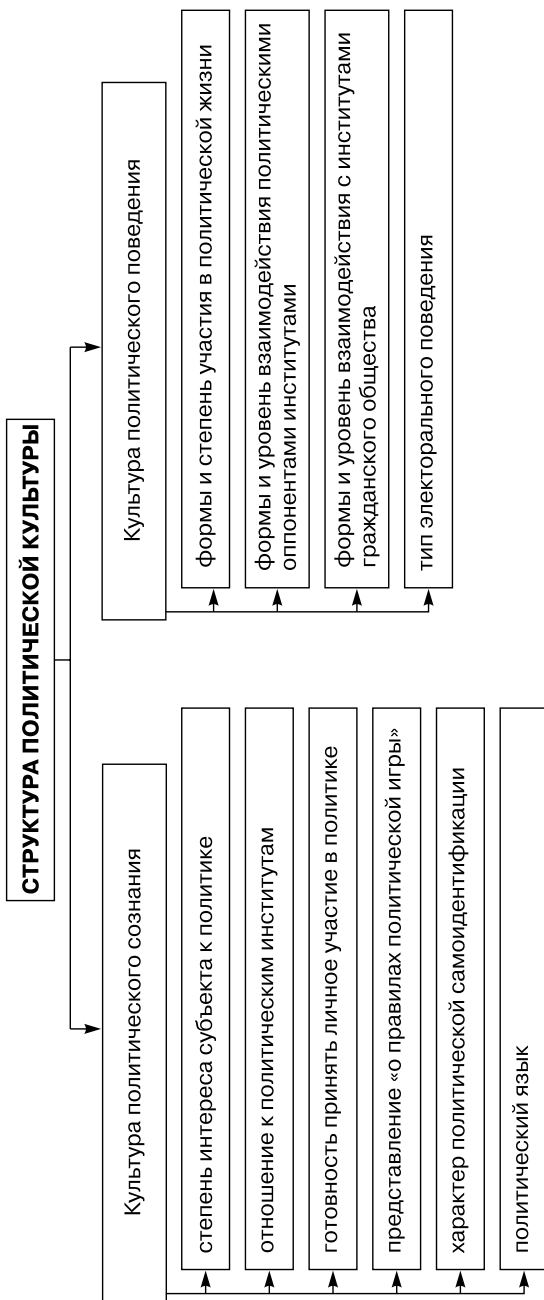 СТРУКТУРА ПОЛИТИЧЕСКОЙ КУЛЬТУРЫ
Культура политического сознания
степень интереса субъекта к политике
отношение к политическим институтам
готовность принять личное участие в политике
представление «о правилах политической игры»
характер политической самоидентификации
политический язык
Культура политического поведения
формы и степень участия в политической жизни
формы и уровень взаимодействия политическими
оппонентами институтами
формы и уровень взаимодействия с институтами
гражданского общества
тип электорального поведения